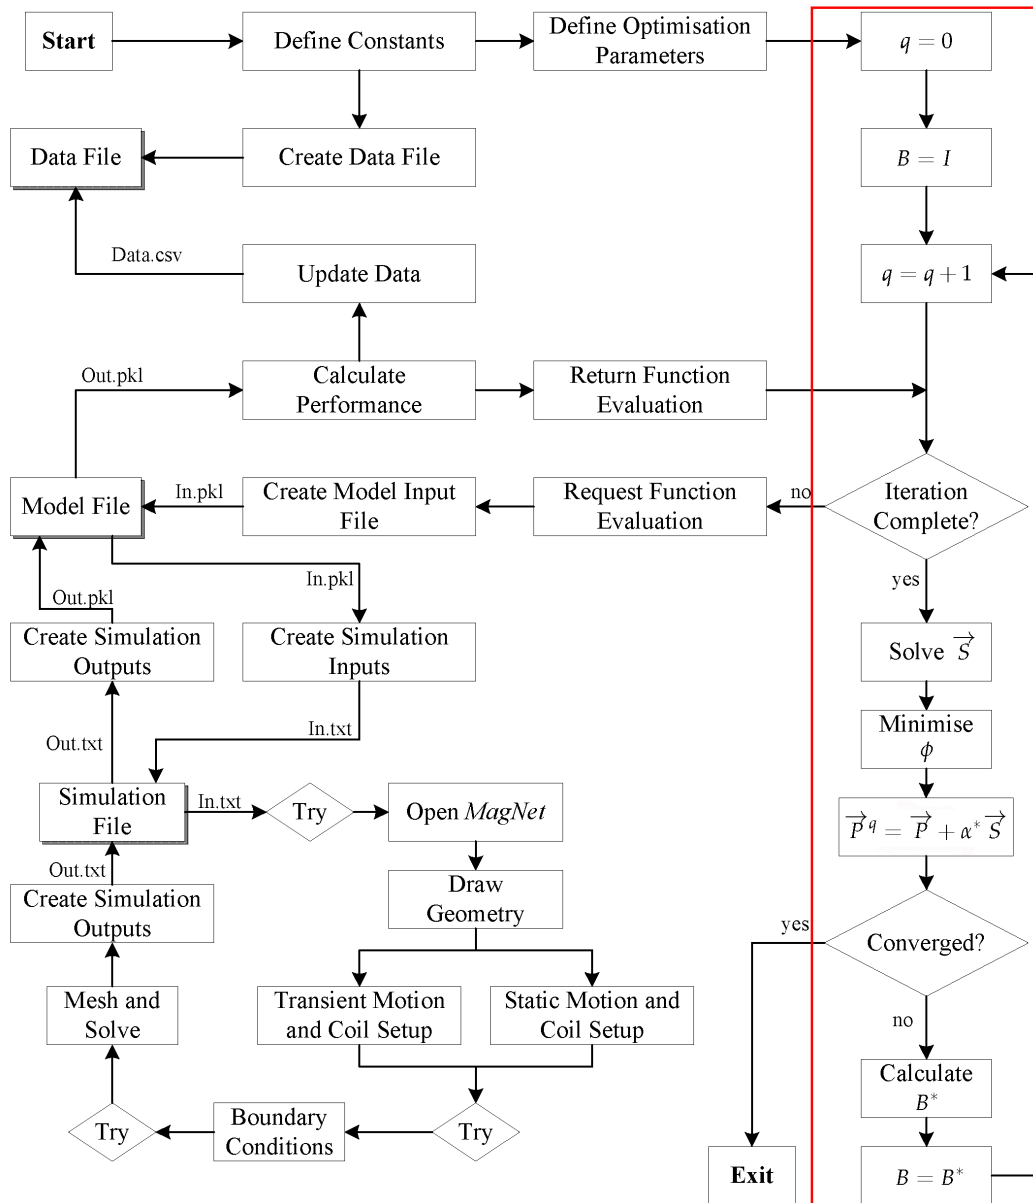 Start
Define Constants
Define Optimisation
Parameters
q = 0
Data File
Create Data File
B = I
Data.csv
Update Data
q = q + 1
Out.pkl
Calculate
Performance
Return Function
Evaluation
Model File
In.pkl
Create Model Input
File
Request Function
Evaluation
no
Iteration
Complete?
In.pkl
yes
Out.pkl
Create Simulation
Outputs
Create Simulation
Inputs
Solve S⃗
Out.txt
In.txt
Minimise
ϕ
Simulation
File
In.txt
Try
Open MagNet
P⃗ q = P⃗ + α* S⃗
Out.txt
Create Simulation
Outputs
Draw
Geometry
yes
Converged?
Mesh and
Solve
Transient Motion
and Coil Setup
Static Motion and
Coil Setup
no
Calculate
B*
Try
Boundary
Conditions
Try
Exit
B = B*